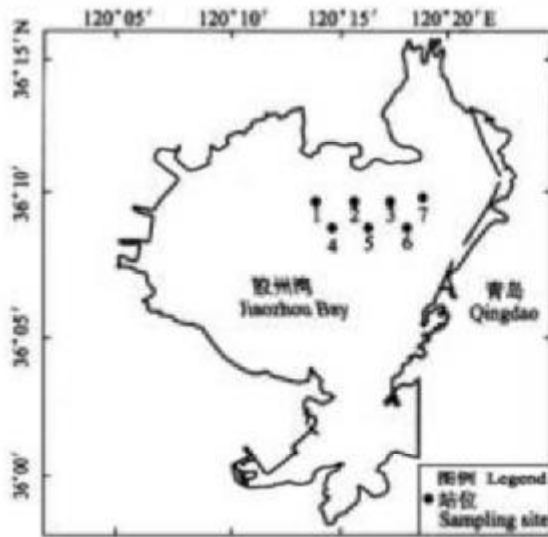 120°05′ 120°10′ 120°15′ 120°20′E
36°15′N
36°10′
1 2 3 7
4 5 6
胶州湾 青岛
Jiaozhou Bay Qingdao
36°05′
36°00′
图例 Legend
站位
Sampling site